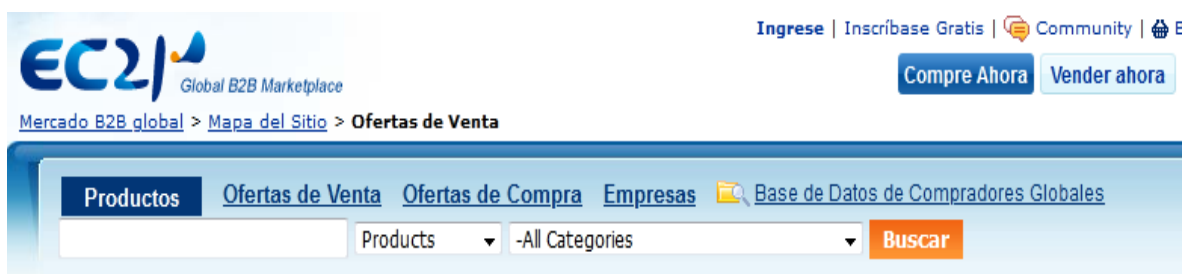 Ingrese | Inscríbase Gratis | Community |
EC21
Global B2B Marketplace
Compre Ahora Vender ahora
Mercado B2B global > Mapa del Sitio > Ofertas de Venta
Productos Ofertas de Venta Ofertas de Compra Empresas Base de Datos de Compradores Globales
Products -All Categories Buscar